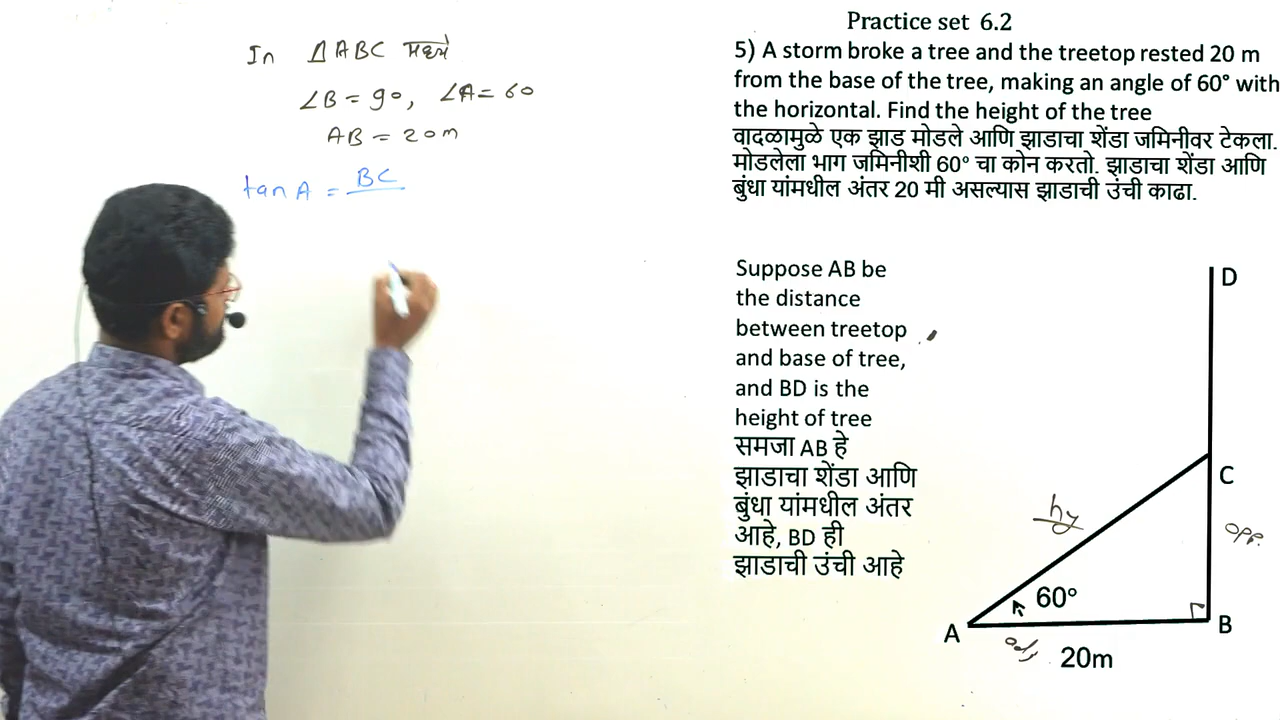 In ΔABC मध्ये
∠B = 90, ∠A = 60
AB = 20m
tan A = BC
Practice set 6.2
5) A storm broke a tree and the treetop rested 20 m
from the base of the tree, making an angle of 60° with
the horizontal. Find the height of the tree
वादळामुळे एक झाड मोडले आणि झाडाचा शेंडा जमिनीवर टेकला.
मोडलेला भाग जमिनीशी 60° चा कोन करतो. झाडाचा शेंडा आणि
बुंधा यांमधील अंतर 20 मी असल्यास झाडाची उंची काढा.
Suppose AB be
the distance
between treetop
and base of tree,
and BD is the
height of tree
समजा AB हे
झाडाचा शेंडा आणि
बुंधा यांमधील अंतर
आहे, BD ही
झाडाची उंची आहे
D
C
hy
opp.
60°
A
B
adj
20m